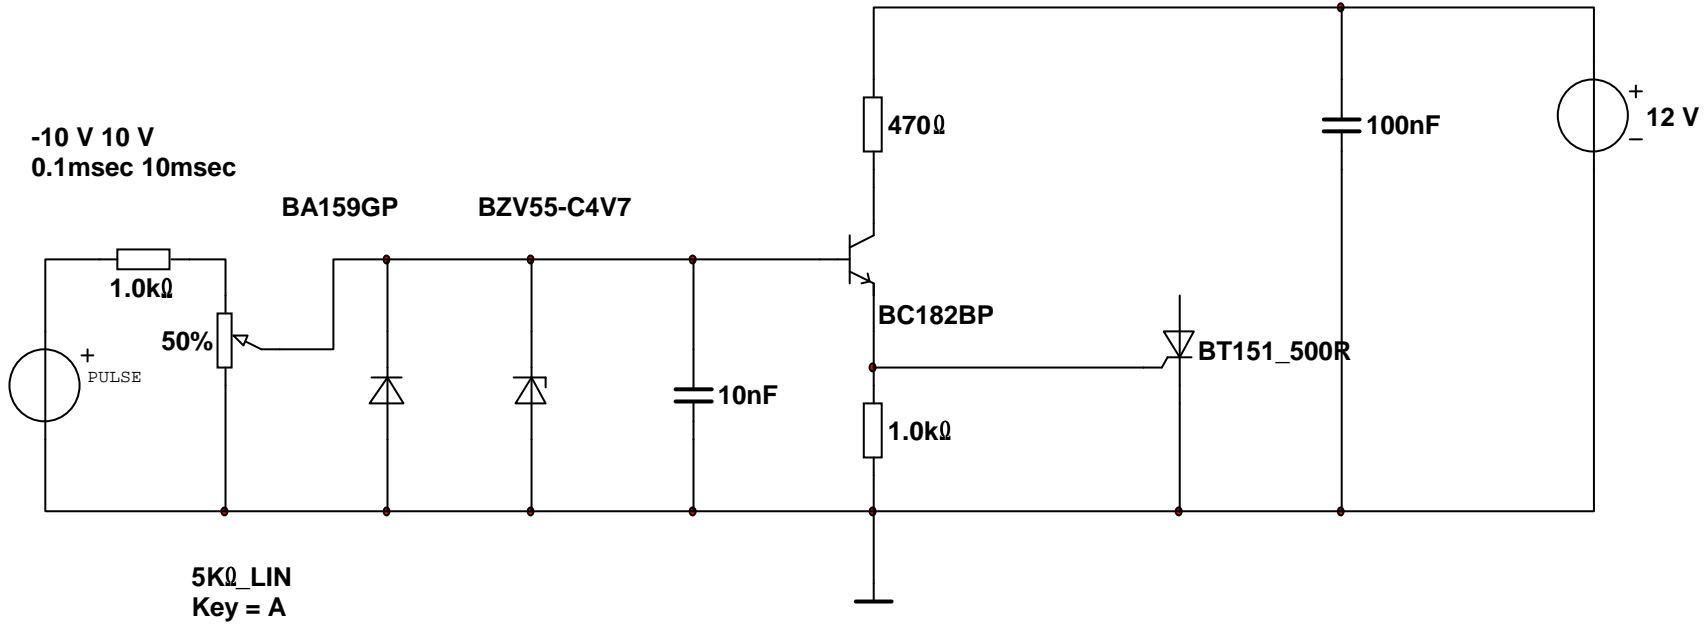 -10 V 10 V
0.1msec 10msec
BA159GP
BZV55-C4V7
470Ω
100nF
+
12 V
−
1.0kΩ
50%
+
PULSE
10nF
BC182BP
BT151_500R
1.0kΩ
5KΩ_LIN
Key = A